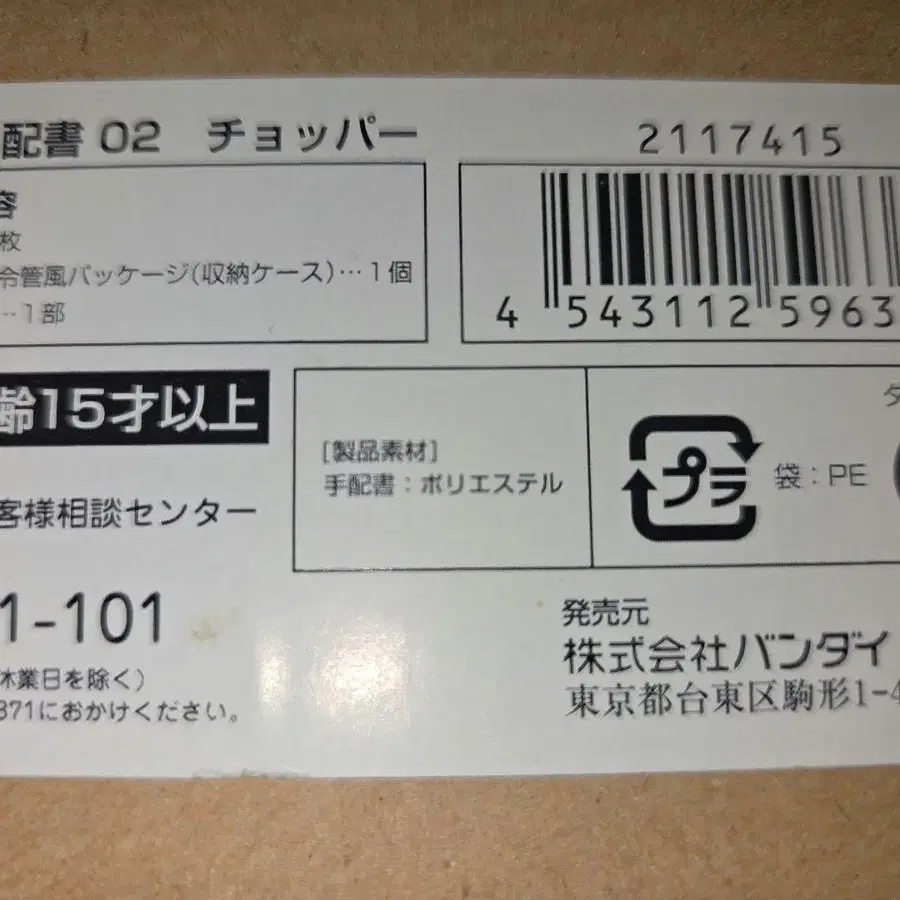 配書 02 チョッパー
2117415
容
枚
令管風パッケージ(収納ケース)…1個
…1部
4 543112 5963
齢15才以上
[製品素材]
手配書:ポリエステル
プラ
袋:PE
客様相談センター
1-101
休業日を除く)
871におかけください。
発売元
株式会社バンダイ
東京都台東区駒形1-4